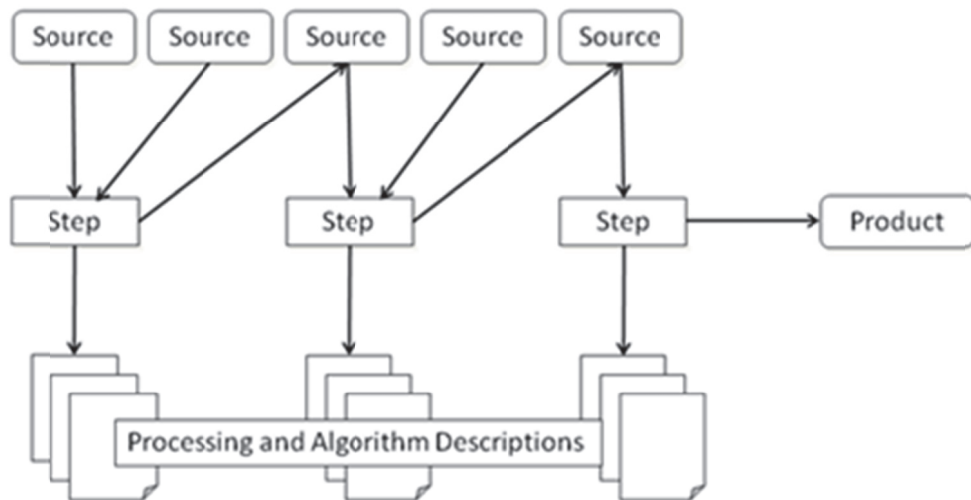 Source
Source
Source
Source
Source
Step
Step
Step
Product
Processing and Algorithm Descriptions